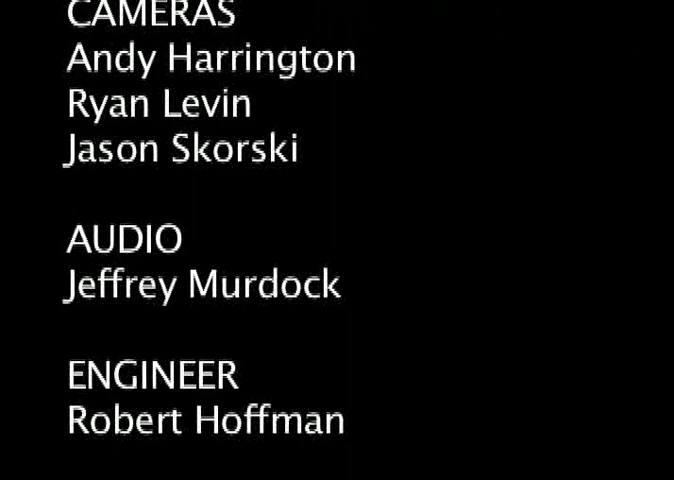 CAMERAS
Andy Harrington
Ryan Levin
Jason Skorski
AUDIO
Jeffrey Murdock
ENGINEER
Robert Hoffman